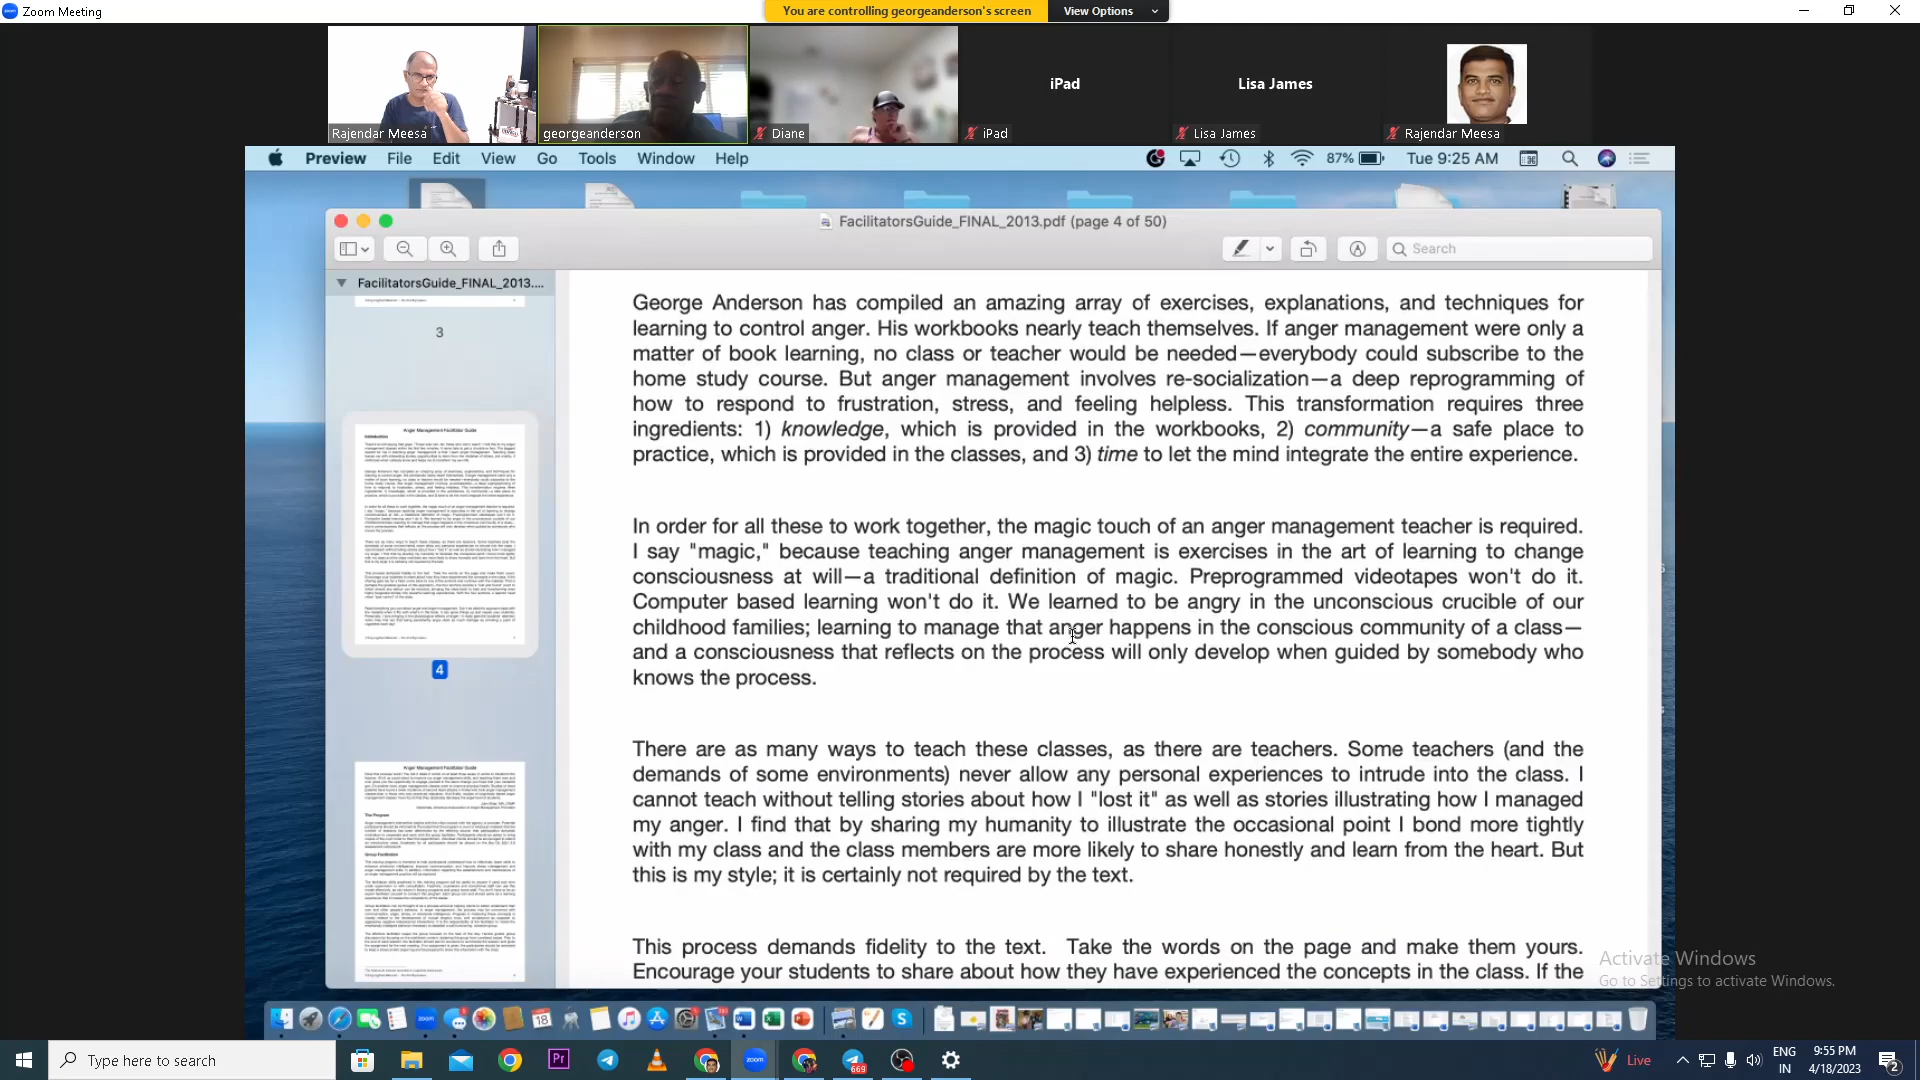 Zoom Meeting
You are controlling georgeanderson's screen
View Options
Rajendar Meesa
georgeanderson
Diane
iPad
iPad
Lisa James
Lisa James
Rajendar Meesa
Preview File Edit View Go Tools Window Help
87%
Tue 9:25 AM
FacilitatorsGuide_FINAL_2013.pdf (page 4 of 50)
Search
FacilitatorsGuide_FINAL_2013....
3
Anger Management Facilitator Guide
Introduction
4
Anger Management Facilitator Guide
The Program
Group Facilitation
George Anderson has compiled an amazing array of exercises, explanations, and techniques for
learning to control anger. His workbooks nearly teach themselves. If anger management were only a
matter of book learning, no class or teacher would be needed—everybody could subscribe to the
home study course. But anger management involves re-socialization—a deep reprogramming of
how to respond to frustration, stress, and feeling helpless. This transformation requires three
ingredients: 1) knowledge, which is provided in the workbooks, 2) community—a safe place to
practice, which is provided in the classes, and 3) time to let the mind integrate the entire experience.
In order for all these to work together, the magic touch of an anger management teacher is required.
I say "magic," because teaching anger management is exercises in the art of learning to change
consciousness at will—a traditional definition of magic. Preprogrammed videotapes won't do it.
Computer based learning won't do it. We learned to be angry in the unconscious crucible of our
childhood families; learning to manage that anger happens in the conscious community of a class—
and a consciousness that reflects on the process will only develop when guided by somebody who
knows the process.
There are as many ways to teach these classes, as there are teachers. Some teachers (and the
demands of some environments) never allow any personal experiences to intrude into the class. I
cannot teach without telling stories about how I "lost it" as well as stories illustrating how I managed
my anger. I find that by sharing my humanity to illustrate the occasional point I bond more tightly
with my class and the class members are more likely to share honestly and learn from the heart. But
this is my style; it is certainly not required by the text.
This process demands fidelity to the text. Take the words on the page and make them yours.
Encourage your students to share about how they have experienced the concepts in the class. If the
Activate Windows
Go to Settings to activate Windows.
18
Type here to search
Pr
zoom
669
Live
ENG
IN
9:55 PM
4/18/2023
2